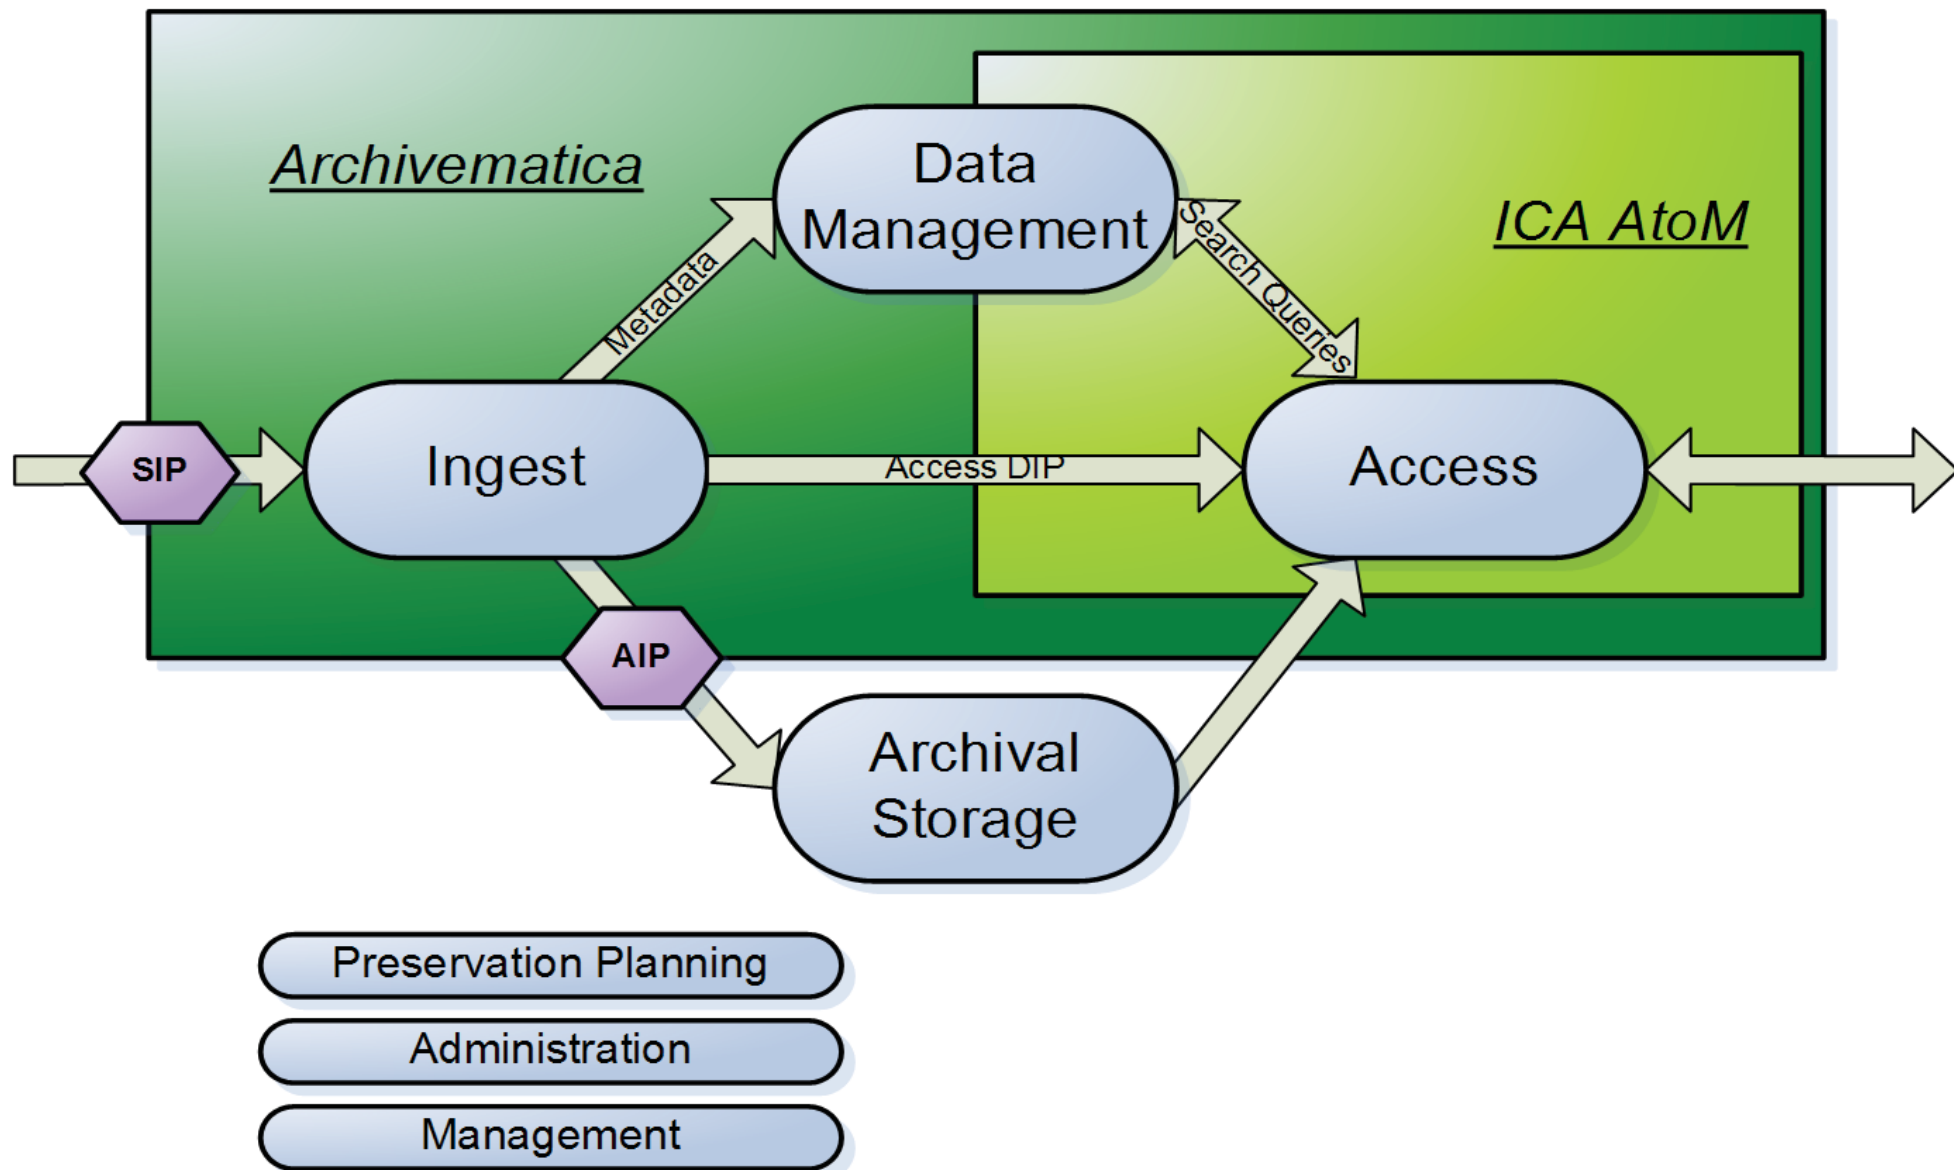 Archivematica
Data
Management
ICA AtoM
Metadata
Search Queries
SIP
Ingest
Access DIP
Access
AIP
Archival
Storage
Preservation Planning
Administration
Management